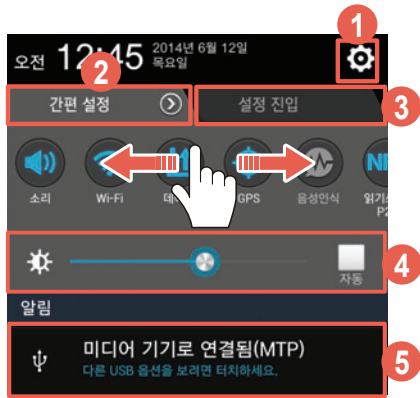 1
오전 12:45 2014년 6월 12일 목요일
2
간편 설정
설정 진입
3
소리
Wi-Fi
GPS
음성인식
4
자동
알림
미디어 기기로 연결됨(MTP)
다른 USB 옵션을 보려면 터치하세요.
5